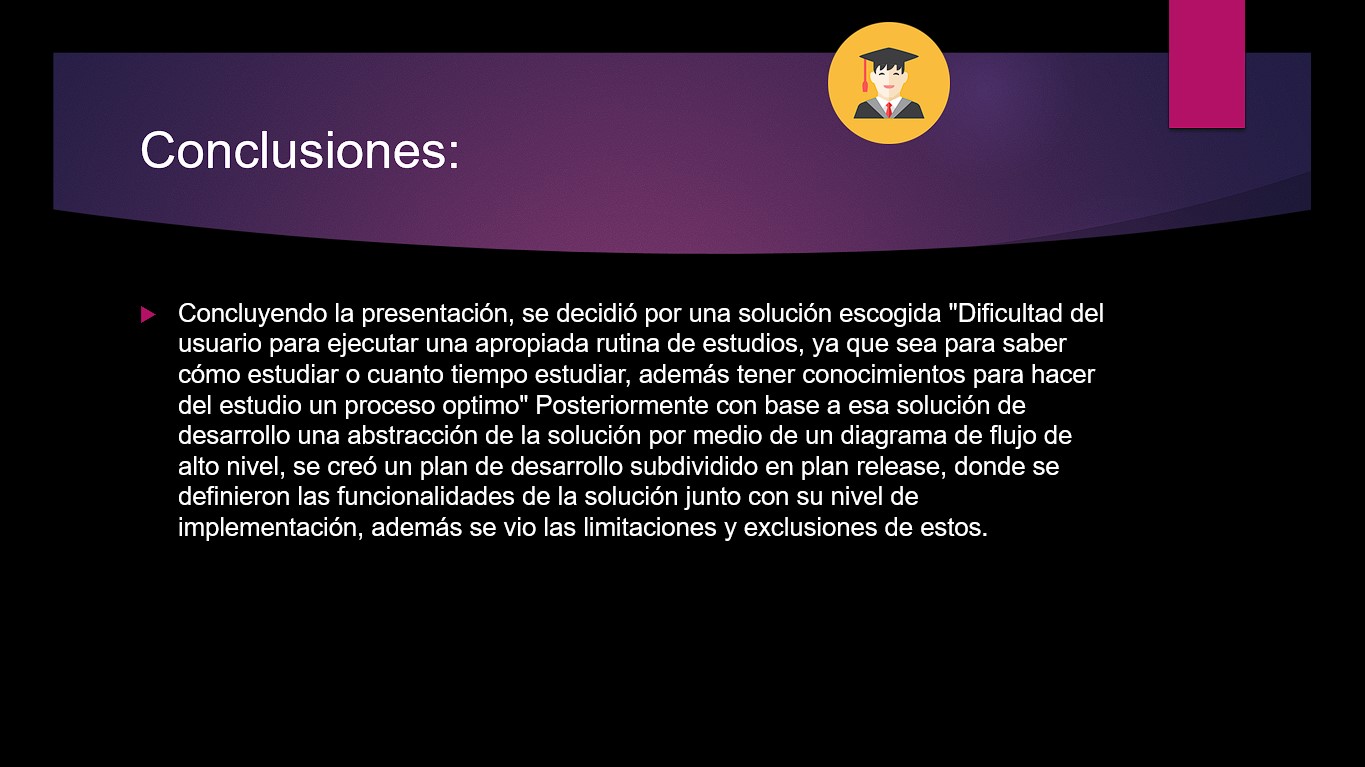 Conclusiones:
Concluyendo la presentación, se decidió por una solución escogida "Dificultad del
usuario para ejecutar una apropiada rutina de estudios, ya que sea para saber
cómo estudiar o cuanto tiempo estudiar, además tener conocimientos para hacer
del estudio un proceso optimo" Posteriormente con base a esa solución de
desarrollo una abstracción de la solución por medio de un diagrama de flujo de
alto nivel, se creó un plan de desarrollo subdividido en plan release, donde se
definieron las funcionalidades de la solución junto con su nivel de
implementación, además se vio las limitaciones y exclusiones de estos.